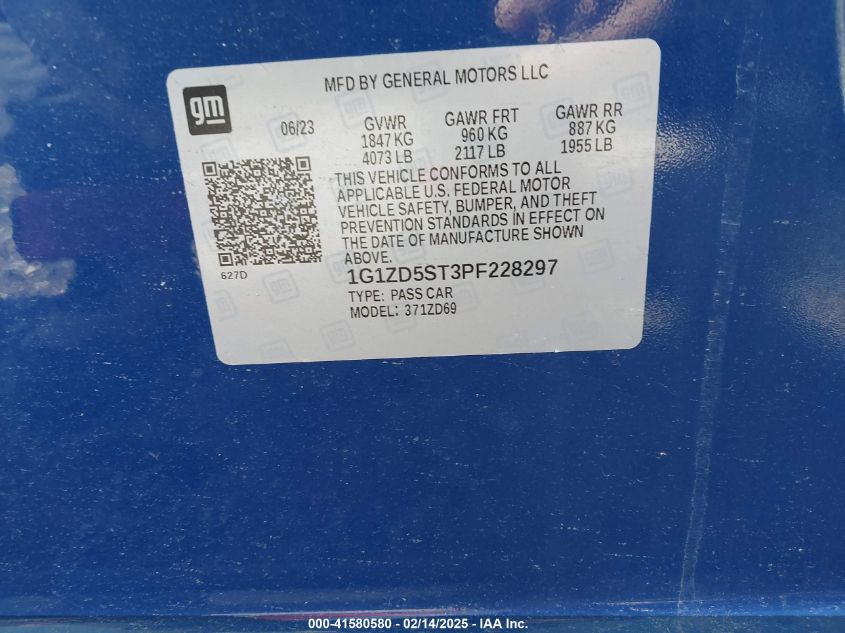 MFD BY GENERAL MOTORS LLC
gm
06/23
GVWR
1847 KG
4073 LB
GAWR FRT
960 KG
2117 LB
GAWR RR
887 KG
1955 LB
THIS VEHICLE CONFORMS TO ALL
APPLICABLE U.S. FEDERAL MOTOR
VEHICLE SAFETY, BUMPER, AND THEFT
PREVENTION STANDARDS IN EFFECT ON
THE DATE OF MANUFACTURE SHOWN
ABOVE.
627D
1G1ZD5ST3PF228297
TYPE: PASS CAR
MODEL: 371ZD69
000-41580580 - 02/14/2025 - IAA Inc.